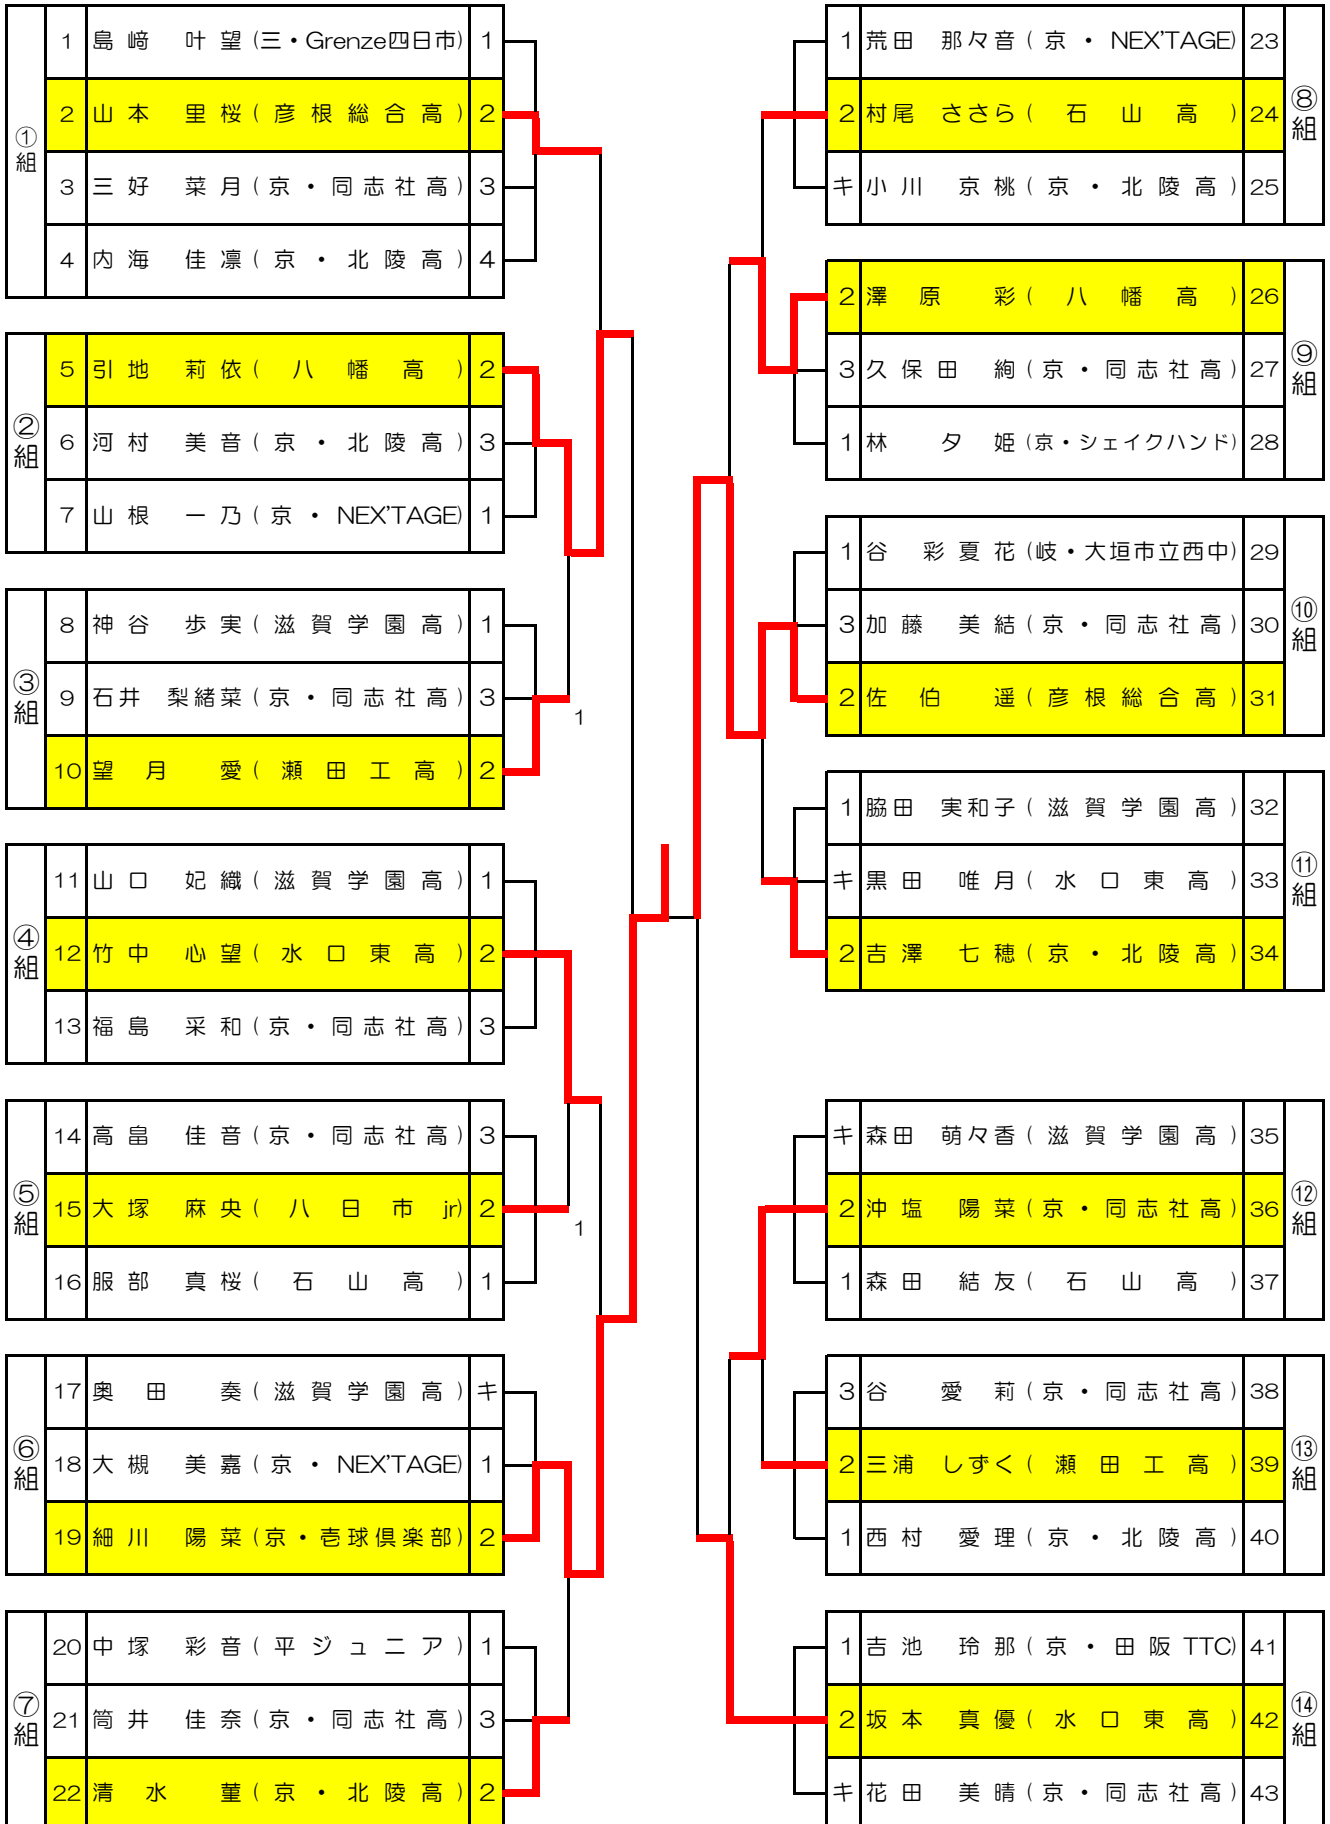 ①組
1 島﨑 叶望 (三・Grenze四日市) 1
2 山本 里桜 (彦根総合高) 2
3 三好 菜月 (京・同志社高) 3
4 内海 佳凛 (京・北陵高) 4
②組
5 引地 莉依 (八幡高) 2
6 河村 美音 (京・北陵高) 3
7 山根 一乃 (京・NEX'TAGE) 1
③組
8 神谷 歩実 (滋賀学園高) 1
9 石井 梨緒菜 (京・同志社高) 3
10 望月 愛 (瀬田工高) 2
1
④組
11 山口 妃織 (滋賀学園高) 1
12 竹中 心望 (水口東高) 2
13 福島 采和 (京・同志社高) 3
⑤組
14 高畠 佳音 (京・同志社高) 3
15 大塚 麻央 (八日市jr) 2
1
16 服部 真桜 (石山高) 1
⑥組
17 奥田 奏 (滋賀学園高) キ
18 大槻 美嘉 (京・NEX'TAGE) 1
19 細川 陽菜 (京・壱球倶楽部) 2
⑦組
20 中塚 彩音 (平ジュニア) 1
21 筒井 佳奈 (京・同志社高) 3
22 清水 菫 (京・北陵高) 2
⑧組
1 荒田 那々音 (京・NEX'TAGE) 23
2 村尾 ささら (石山高) 24
キ 小川 京桃 (京・北陵高) 25
⑨組
2 澤原 彩 (八幡高) 26
3 久保田 絢 (京・同志社高) 27
1 林 夕姫 (京・シェイクハンド) 28
⑩組
1 谷 彩夏花 (岐・大垣市立西中) 29
3 加藤 美結 (京・同志社高) 30
2 佐伯 遥 (彦根総合高) 31
⑪組
1 脇田 実和子 (滋賀学園高) 32
キ 黒田 唯月 (水口東高) 33
2 吉澤 七穂 (京・北陵高) 34
⑫組
キ 森田 萌々香 (滋賀学園高) 35
2 沖塩 陽菜 (京・同志社高) 36
1 森田 結友 (石山高) 37
⑬組
3 谷 愛莉 (京・同志社高) 38
2 三浦 しずく (瀬田工高) 39
1 西村 愛理 (京・北陵高) 40
⑭組
1 吉池 玲那 (京・田阪TTC) 41
2 坂本 真優 (水口東高) 42
キ 花田 美晴 (京・同志社高) 43